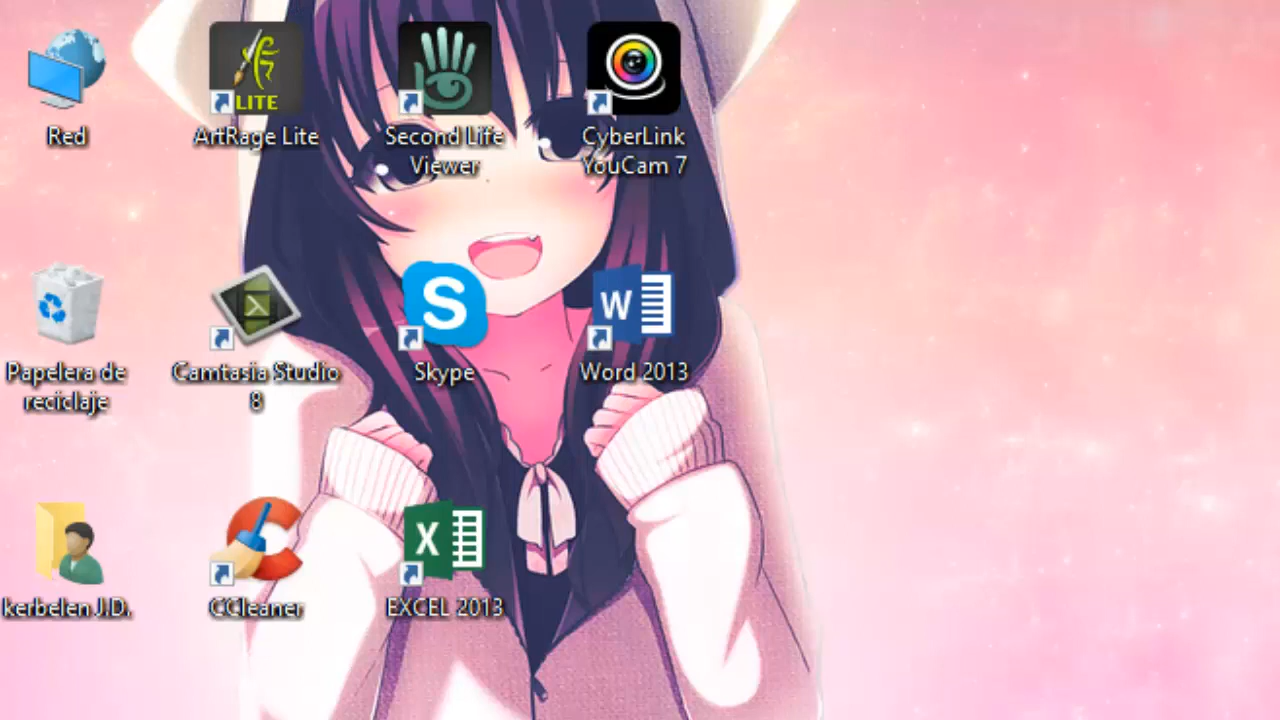 Red
LITE
ArtRage Lite
Second Life
Viewer
CyberLink
YouCam 7
Papelera de
reciclaje
Camtasia Studio
8
S
Skype
W
Word 2013
kerbelen J.D.
CCleaner
X
EXCEL 2013